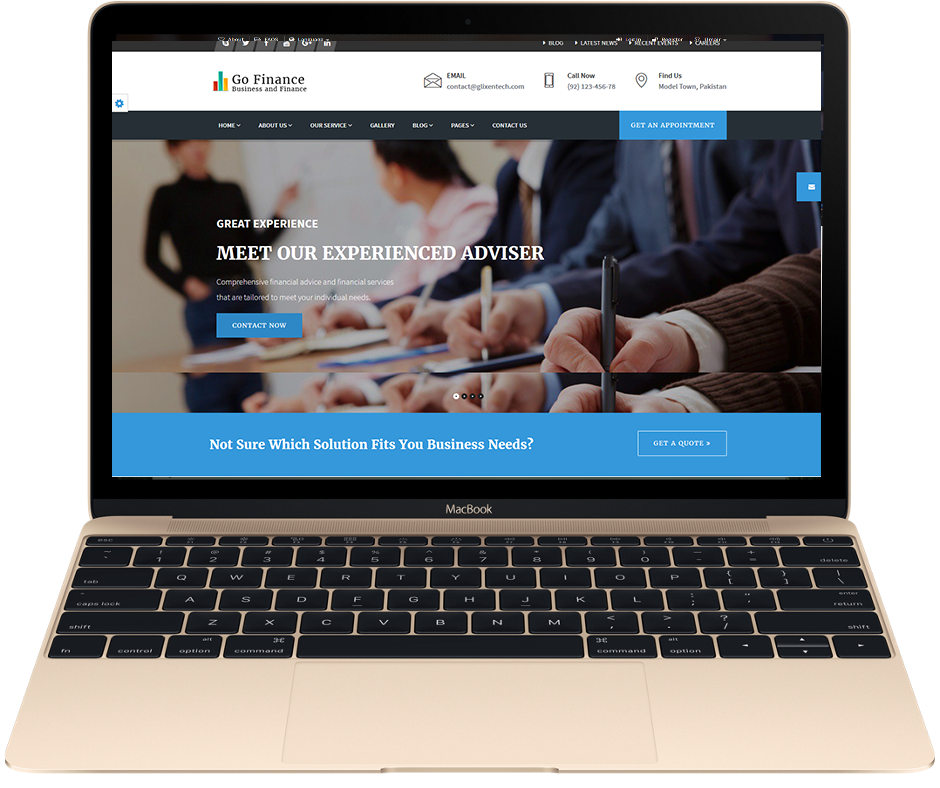 BLOG LATEST NEWS RECENT EVENTS CAREERS
Go Finance
Business and Finance
EMAIL
contact@glixentech.com
Call Now
(92) 123-456-78
Find Us
Model Town, Pakistan
HOME ABOUT US OUR SERVICE GALLERY BLOG PAGES CONTACT US
GET AN APPOINTMENT
GREAT EXPERIENCE
MEET OUR EXPERIENCED ADVISER
Comprehensive financial advice and financial services
that are tailored to meet your individual needs.
CONTACT NOW
Not Sure Which Solution Fits You Business Needs?
GET A QUOTE »
MacBook
esc
! @ # $ % ^ & * ( ) _ +
1 2 3 4 5 6 7 8 9 0 - = delete
tab Q W E R T Y U I O P { [ } ] | \
caps lock A S D F G H J K L : ; " ' enter return
shift Z X C V B N M < , > . ? / shift
fn control alt option ⌘ command ⌘ command alt option